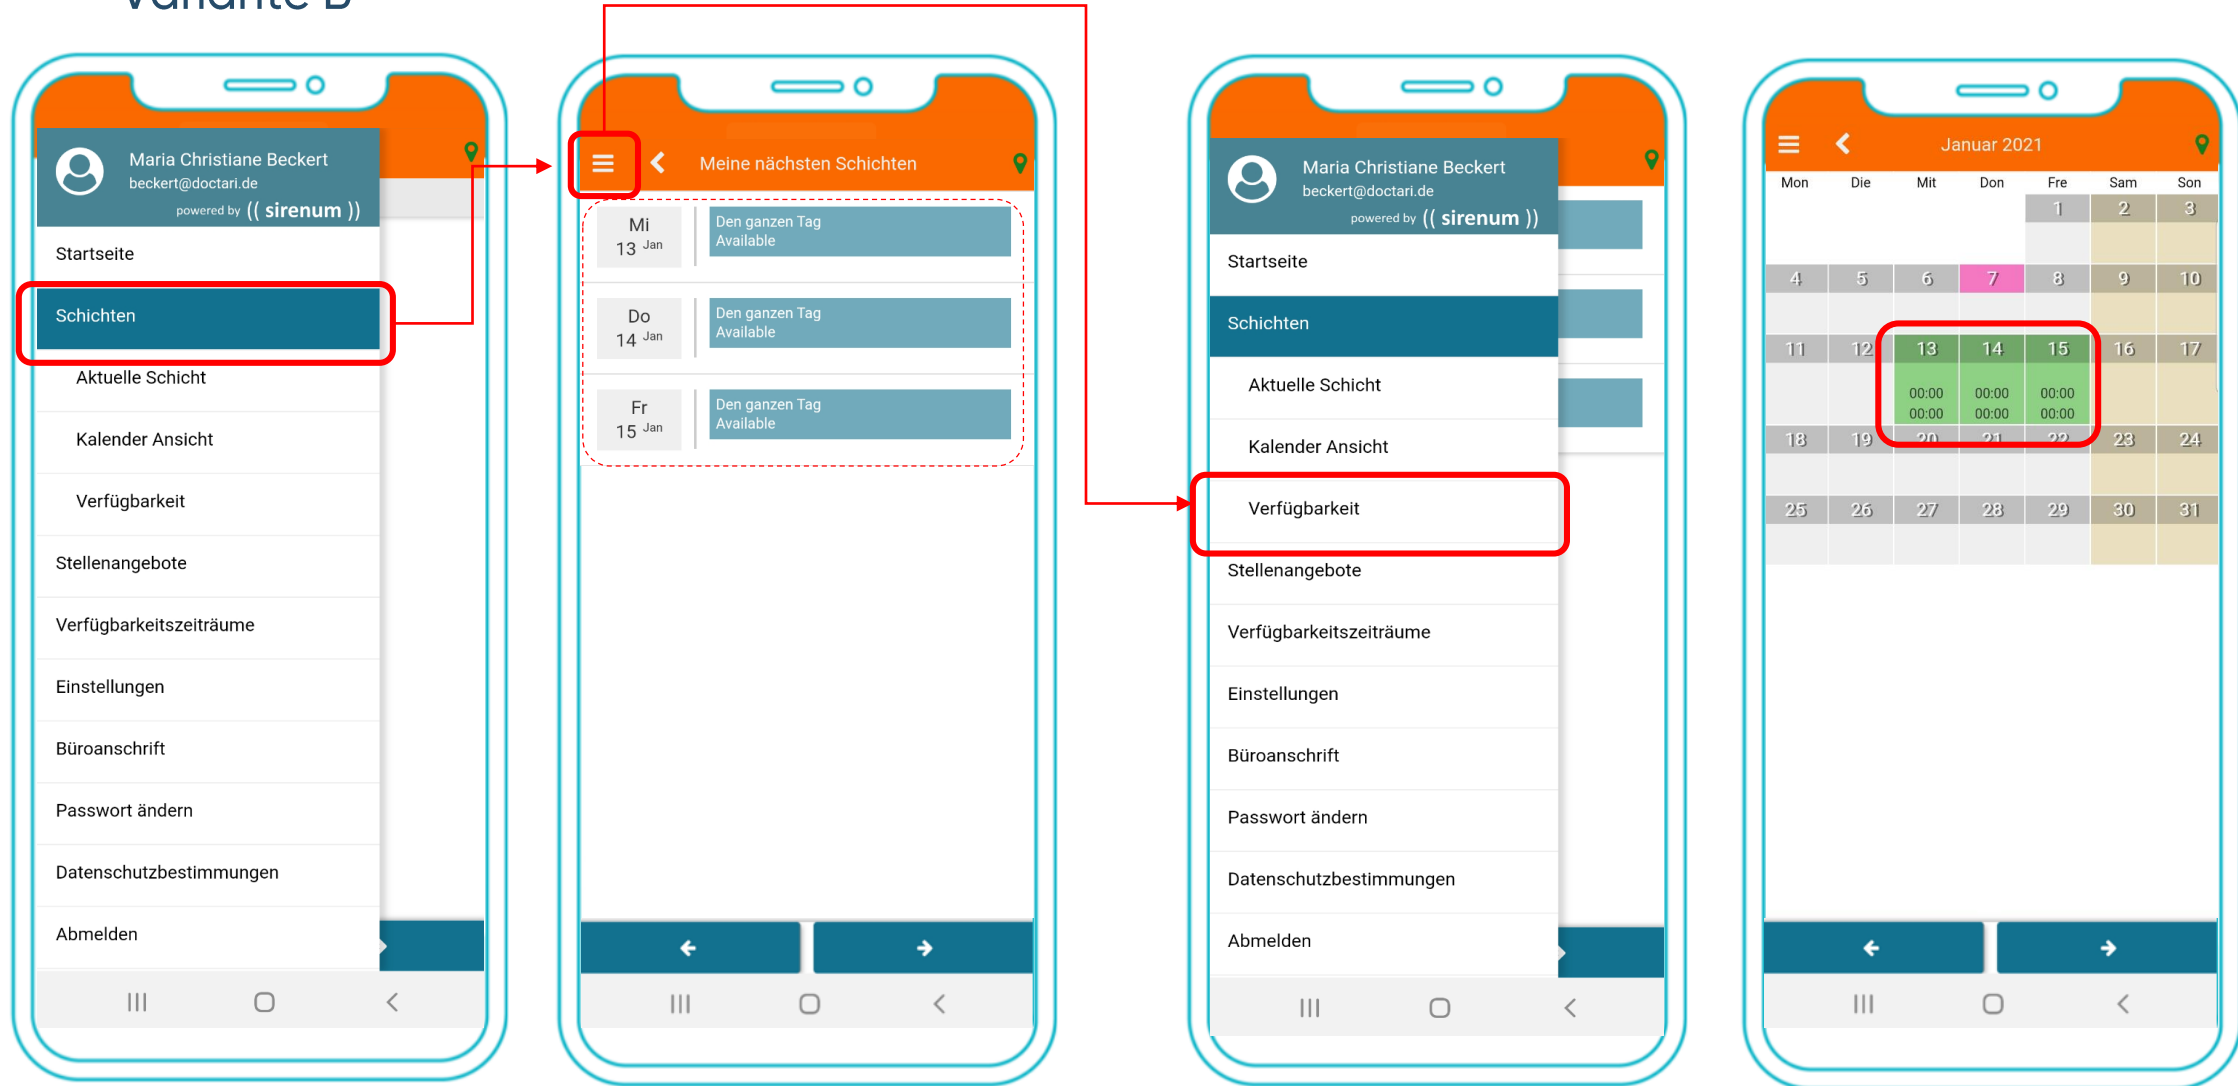 Variante B
Maria Christiane Beckert
beckert@doctari.de
powered by (( sirenum ))
Startseite
Schichten
Aktuelle Schicht
Kalender Ansicht
Verfügbarkeit
Stellenangebote
Verfügbarkeitszeiträume
Einstellungen
Büroanschrift
Passwort ändern
Datenschutzbestimmungen
Abmelden
Meine nächsten Schichten
Mi
13 Jan
Den ganzen Tag
Available
Do
14 Jan
Den ganzen Tag
Available
Fr
15 Jan
Den ganzen Tag
Available
Maria Christiane Beckert
beckert@doctari.de
powered by (( sirenum ))
Startseite
Schichten
Aktuelle Schicht
Kalender Ansicht
Verfügbarkeit
Stellenangebote
Verfügbarkeitszeiträume
Einstellungen
Büroanschrift
Passwort ändern
Datenschutzbestimmungen
Abmelden
Januar 2021
Mon Die Mit Don Fre Sam Son
1 2 3
4 5 6 7 8 9 10
11 12 13 14 15 16 17
00:00 00:00 00:00
00:00 00:00 00:00
18 19 20 21 22 23 24
25 26 27 28 29 30 31